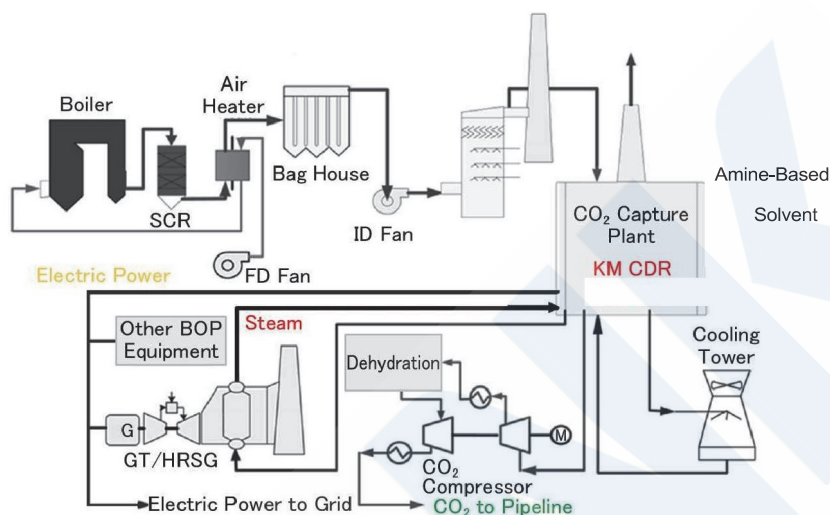 Boiler
Air
Heater
SCR
Bag House
ID Fan
FD Fan
Amine-Based
Solvent
CO₂ Capture
Plant
KM CDR
Electric Power
Other BOP
Equipment
Steam
Dehydration
Cooling
Tower
G
GT/HRSG
M
CO₂
Compressor
Electric Power to Grid
CO₂ to Pipeline